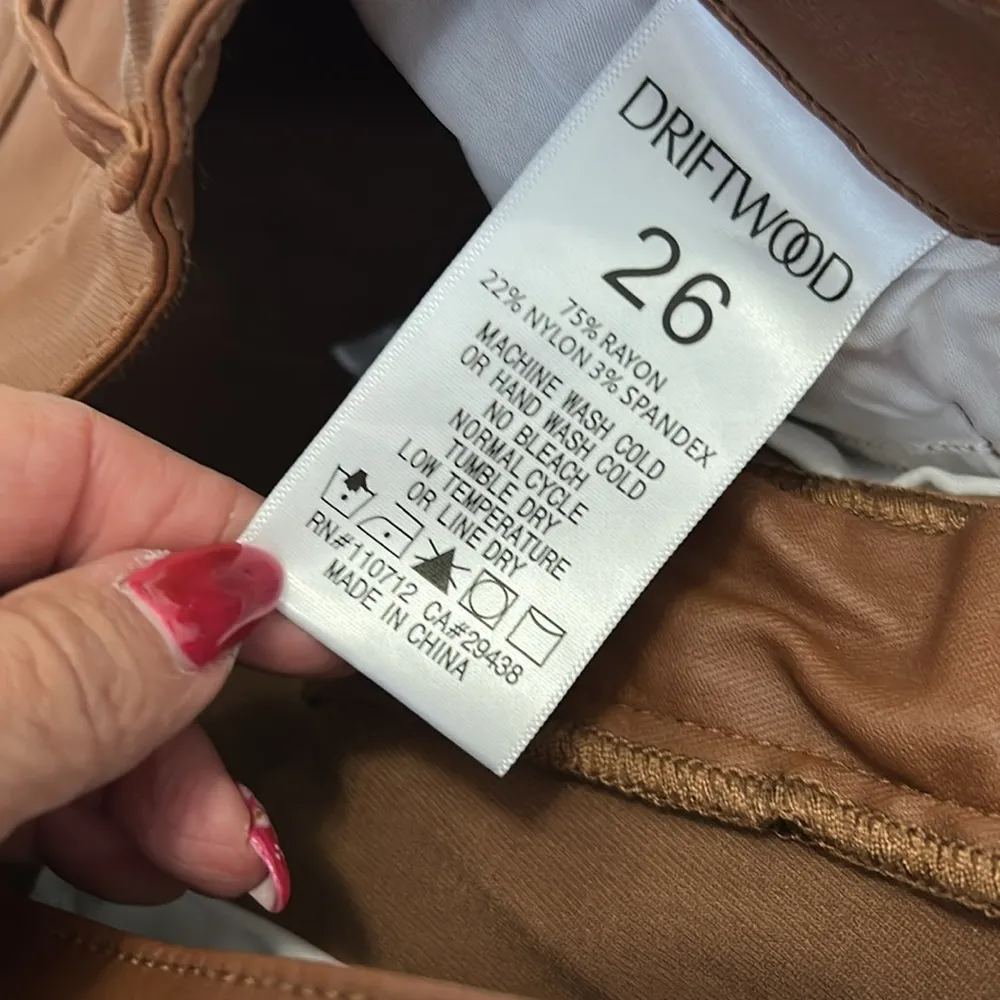 DRIFTWOOD
26
75% RAYON
22% NYLON 3% SPANDEX
MACHINE WASH COLD
OR HAND WASH COLD
NO BLEACH
NORMAL CYCLE
TUMBLE DRY
LOW TEMPERATURE
OR LINE DRY
RN#110712 CA#29438
MADE IN CHINA